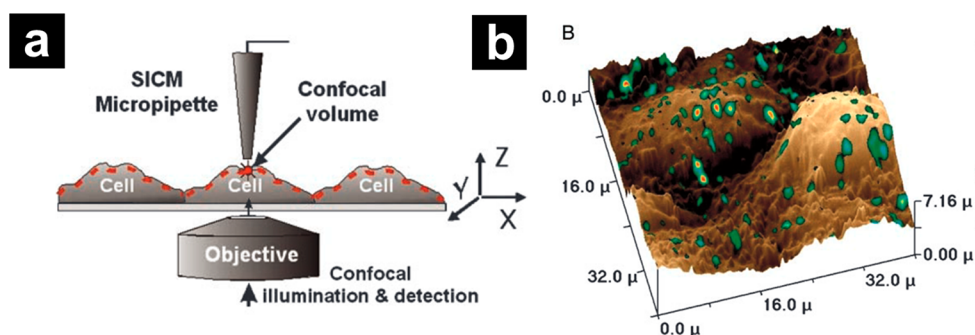 a
SICM
Micropipette
Confocal
volume
Cell
Cell
Cell
Z
Y
X
Objective
Confocal
illumination & detection
b
B
0.0 µ
16.0 µ
32.0 µ
7.16 µ
0.00 µ
32.0 µ
16.0 µ
0.0 µ